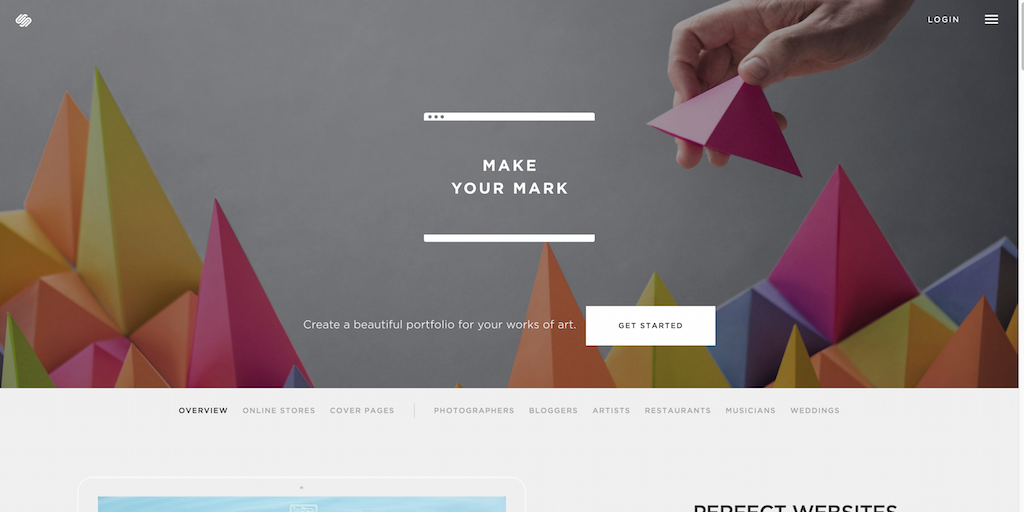 LOGIN
MAKE
YOUR MARK
Create a beautiful portfolio for your works of art.
GET STARTED
OVERVIEW ONLINE STORES COVER PAGES PHOTOGRAPHERS BLOGGERS ARTISTS RESTAURANTS MUSICIANS WEDDINGS
PERFECT WEBSITES